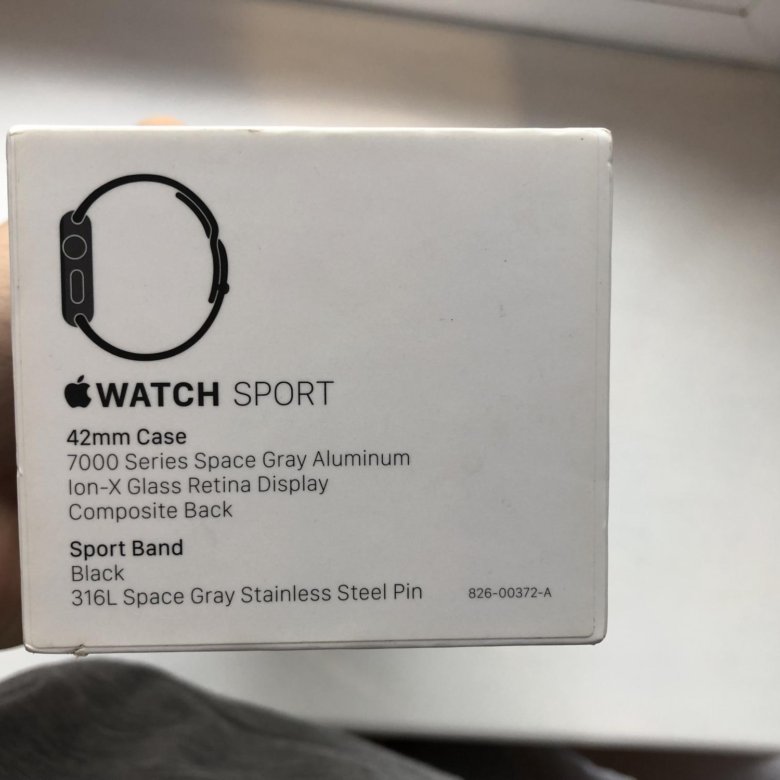 WATCH SPORT
42mm Case
7000 Series Space Gray Aluminum
Ion-X Glass Retina Display
Composite Back
Sport Band
Black
316L Space Gray Stainless Steel Pin
826-00372-A